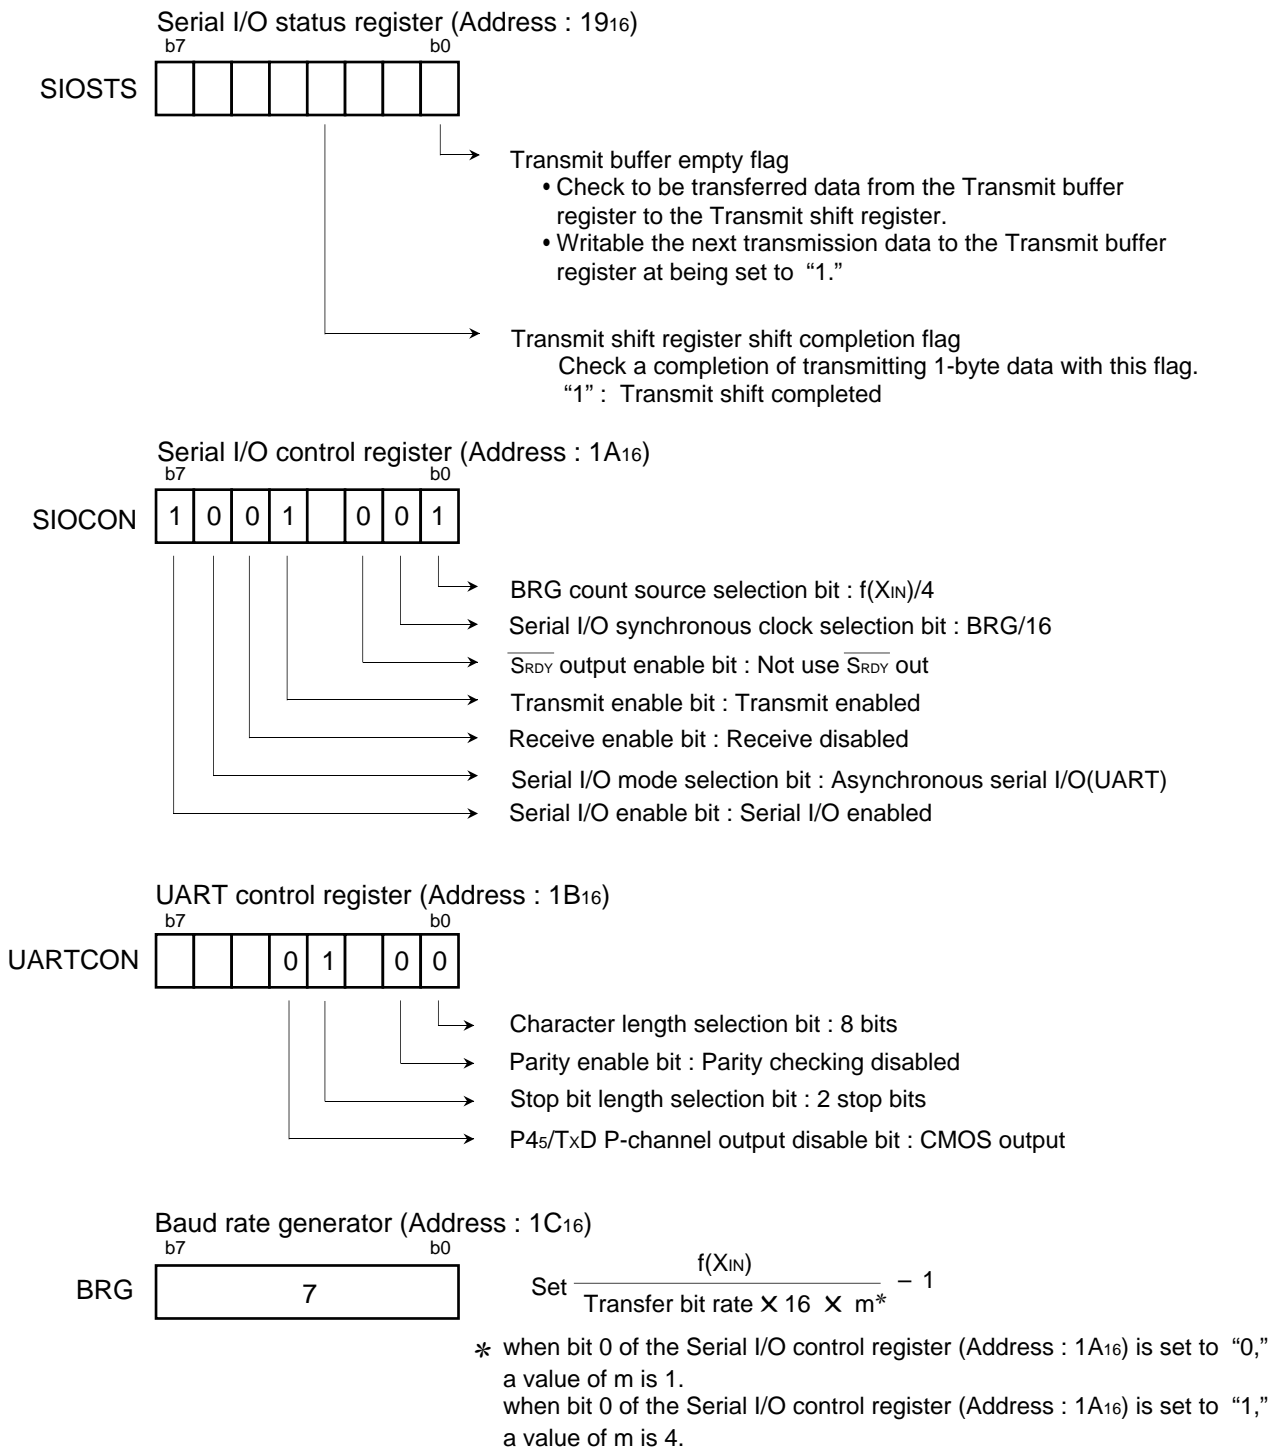 Serial I/O status register (Address : 1916)
b7 b0
SIOSTS
Transmit buffer empty flag
• Check to be transferred data from the Transmit buffer
register to the Transmit shift register.
• Writable the next transmission data to the Transmit buffer
register at being set to “1.”
Transmit shift register shift completion flag
Check a completion of transmitting 1-byte data with this flag.
“1” : Transmit shift completed
Serial I/O control register (Address : 1A16)
b7 b0
SIOCON 1 0 0 1 0 0 1
BRG count source selection bit : f(XIN)/4
Serial I/O synchronous clock selection bit : BRG/16
SRDY output enable bit : Not use SRDY out
Transmit enable bit : Transmit enabled
Receive enable bit : Receive disabled
Serial I/O mode selection bit : Asynchronous serial I/O(UART)
Serial I/O enable bit : Serial I/O enabled
UART control register (Address : 1B16)
b7 b0
UARTCON 0 1 0 0
Character length selection bit : 8 bits
Parity enable bit : Parity checking disabled
Stop bit length selection bit : 2 stop bits
P45/TxD P-channel output disable bit : CMOS output
Baud rate generator (Address : 1C16)
b7 b0
BRG 7
f(XIN)
Set – 1
Transfer bit rate × 16 × m*
* when bit 0 of the Serial I/O control register (Address : 1A16) is set to “0,”
a value of m is 1.
when bit 0 of the Serial I/O control register (Address : 1A16) is set to “1,”
a value of m is 4.